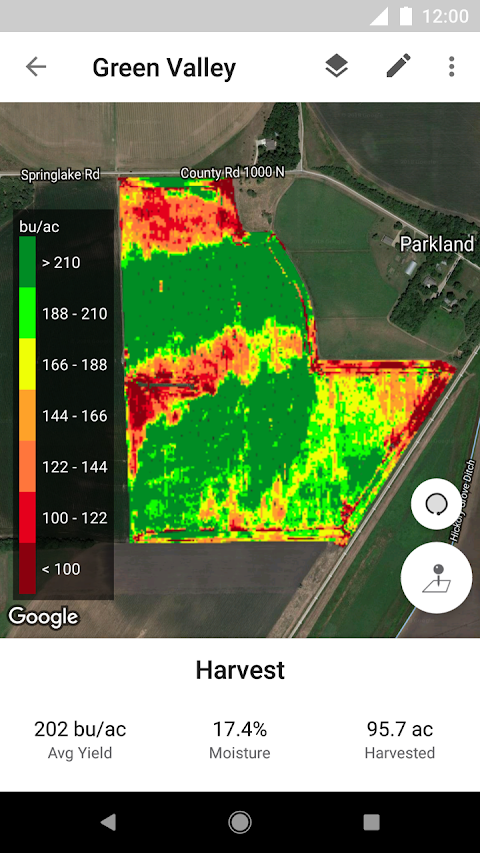 12:00
Green Valley
Springlake Rd
County Rd 1000 N
Parkland
bu/ac
> 210
188 - 210
166 - 188
144 - 166
122 - 144
100 - 122
< 100
Hickory Grove Ditch
Google
Harvest
202 bu/ac
17.4%
95.7 ac
Avg Yield
Moisture
Harvested